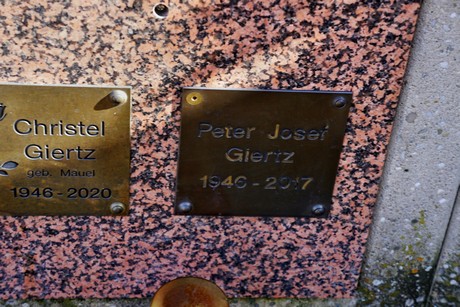 Christel
Giertz
geb. Mauel
1946-2020
Peter Josef
Giertz
1946-2017